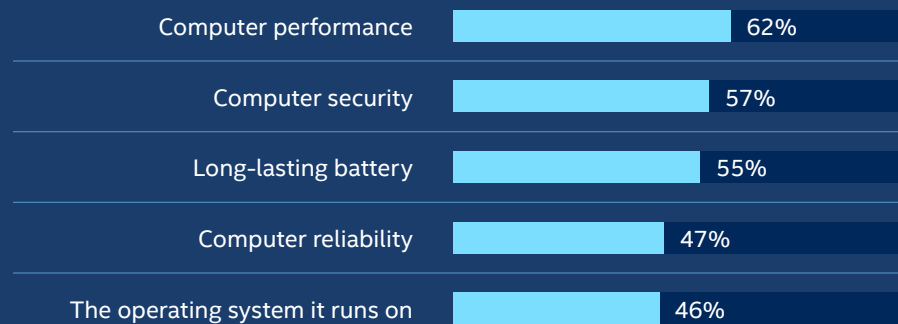 Computer performance 62%
Computer security 57%
Long-lasting battery 55%
Computer reliability 47%
The operating system it runs on 46%